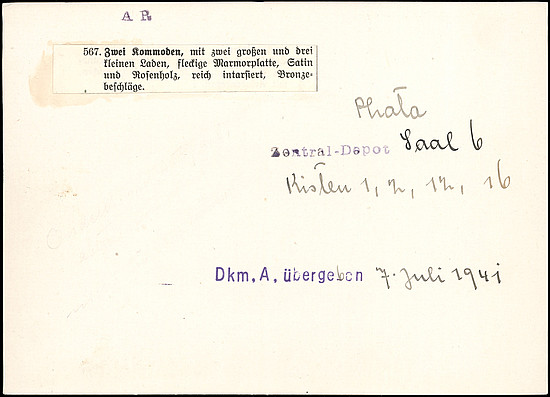 A R
567. Zwei Kommoden, mit zwei großen und drei
kleinen Laden, fleckige Marmorplatte, Satin
und Rosenholz, reich intarsiert, Bronze-
beschläge.
Zentral-Depot Saal 6
Kisten 1, 2, 12, 16
Dkm. A. übergeben 7. Juli 1941